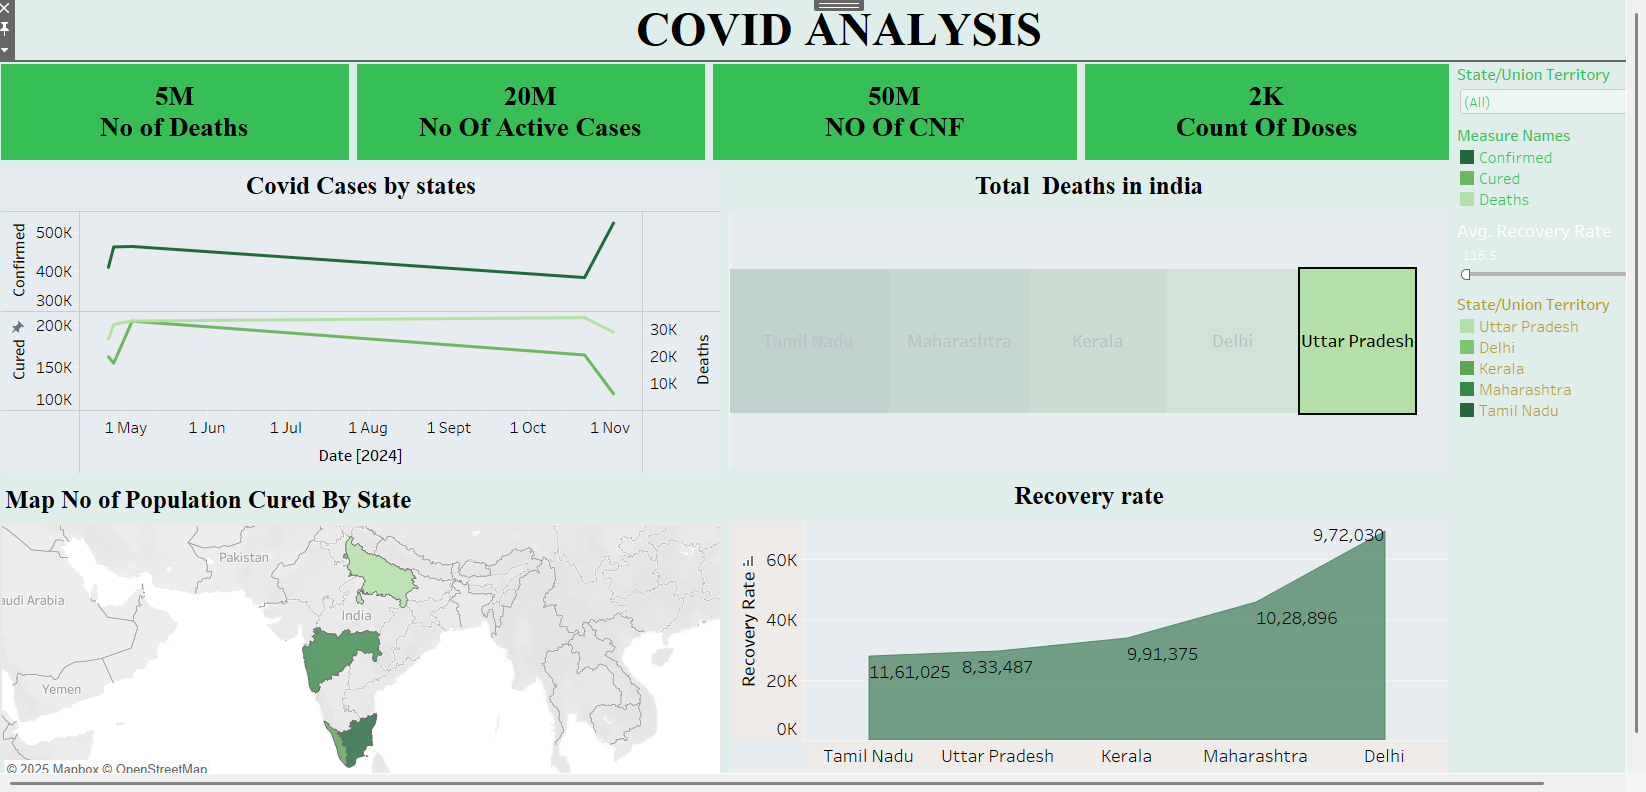 COVID ANALYSIS
5M
No of Deaths
20M
No Of Active Cases
50M
NO Of CNF
2K
Count Of Doses
State/Union Territory
(All)
Measure Names
Confirmed
Cured
Deaths
Avg. Recovery Rate
116.5
State/Union Territory
Uttar Pradesh
Delhi
Kerala
Maharashtra
Tamil Nadu
Covid Cases by states
Confirmed
500K
400K
300K
Cured
200K
150K
100K
30K
20K
10K
Deaths
1 May 1 Jun 1 Jul 1 Aug 1 Sept 1 Oct 1 Nov
Date [2024]
Total Deaths in india
Tamil Nadu Maharashtra Kerala Delhi Uttar Pradesh
Map No of Population Cured By State
Pakistan
audi Arabia
India
Yemen
© 2025 Mapbox © OpenStreetMap
Recovery rate
Recovery Rate
60K
40K
20K
0K
9,72,030
10,28,896
9,91,375
8,33,487
11,61,025
Tamil Nadu Uttar Pradesh Kerala Maharashtra Delhi